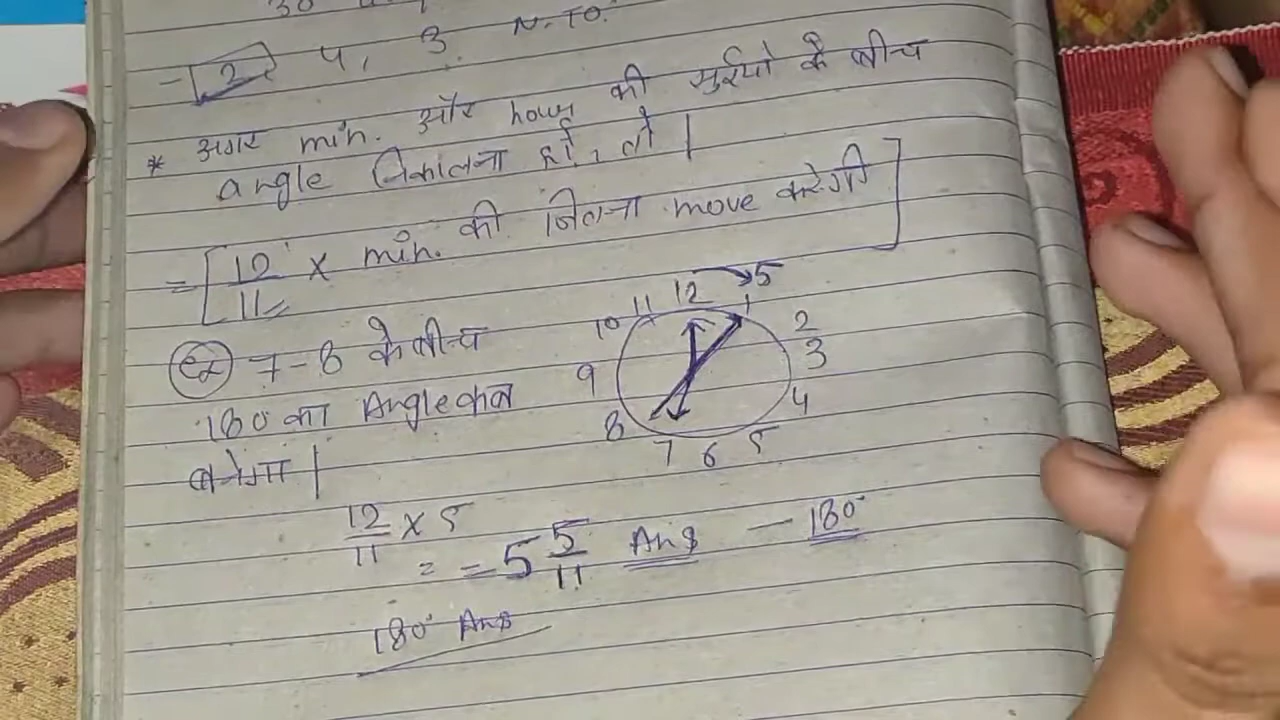 30
2, 4, 3 N.TO.
* अगर min. और hour की सुईयो के बीच
angle निकालना हो, तो |
= [12/11 × min. की जितना move करेगी]
Ex 7-8 के बीच
180 का Angle कब
बनेगा |
12 → 5
11 1
10 2
9 3
8 4
7 6 5
12/11 × 5
= = 5 5/11 Ans — 180°
180° Ans